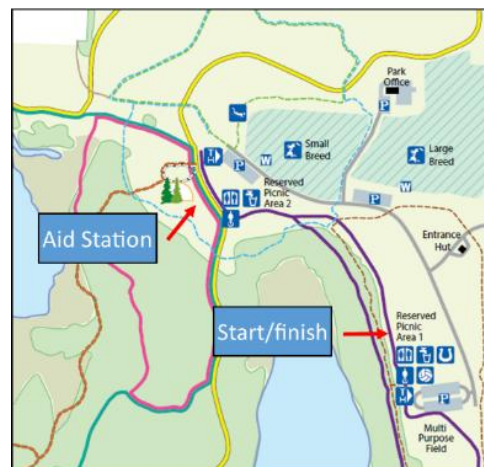 Park
Office
P
Small
Breed
Large
Breed
T
H
P
W
W
P
Reserved
Picnic
Area 2
Aid Station
Entrance
Hut
Start/finish
Reserved
Picnic
Area 1
T
H
P
Multi
Purpose
Field